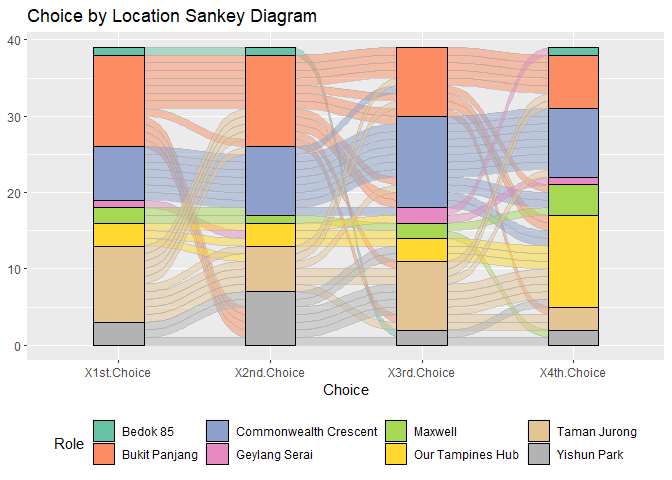 Choice by Location Sankey Diagram
40
30
20
10
0
X1st.Choice X2nd.Choice X3rd.Choice X4th.Choice
Choice
Role
Bedok 85 Commonwealth Crescent Maxwell Taman Jurong
Bukit Panjang Geylang Serai Our Tampines Hub Yishun Park